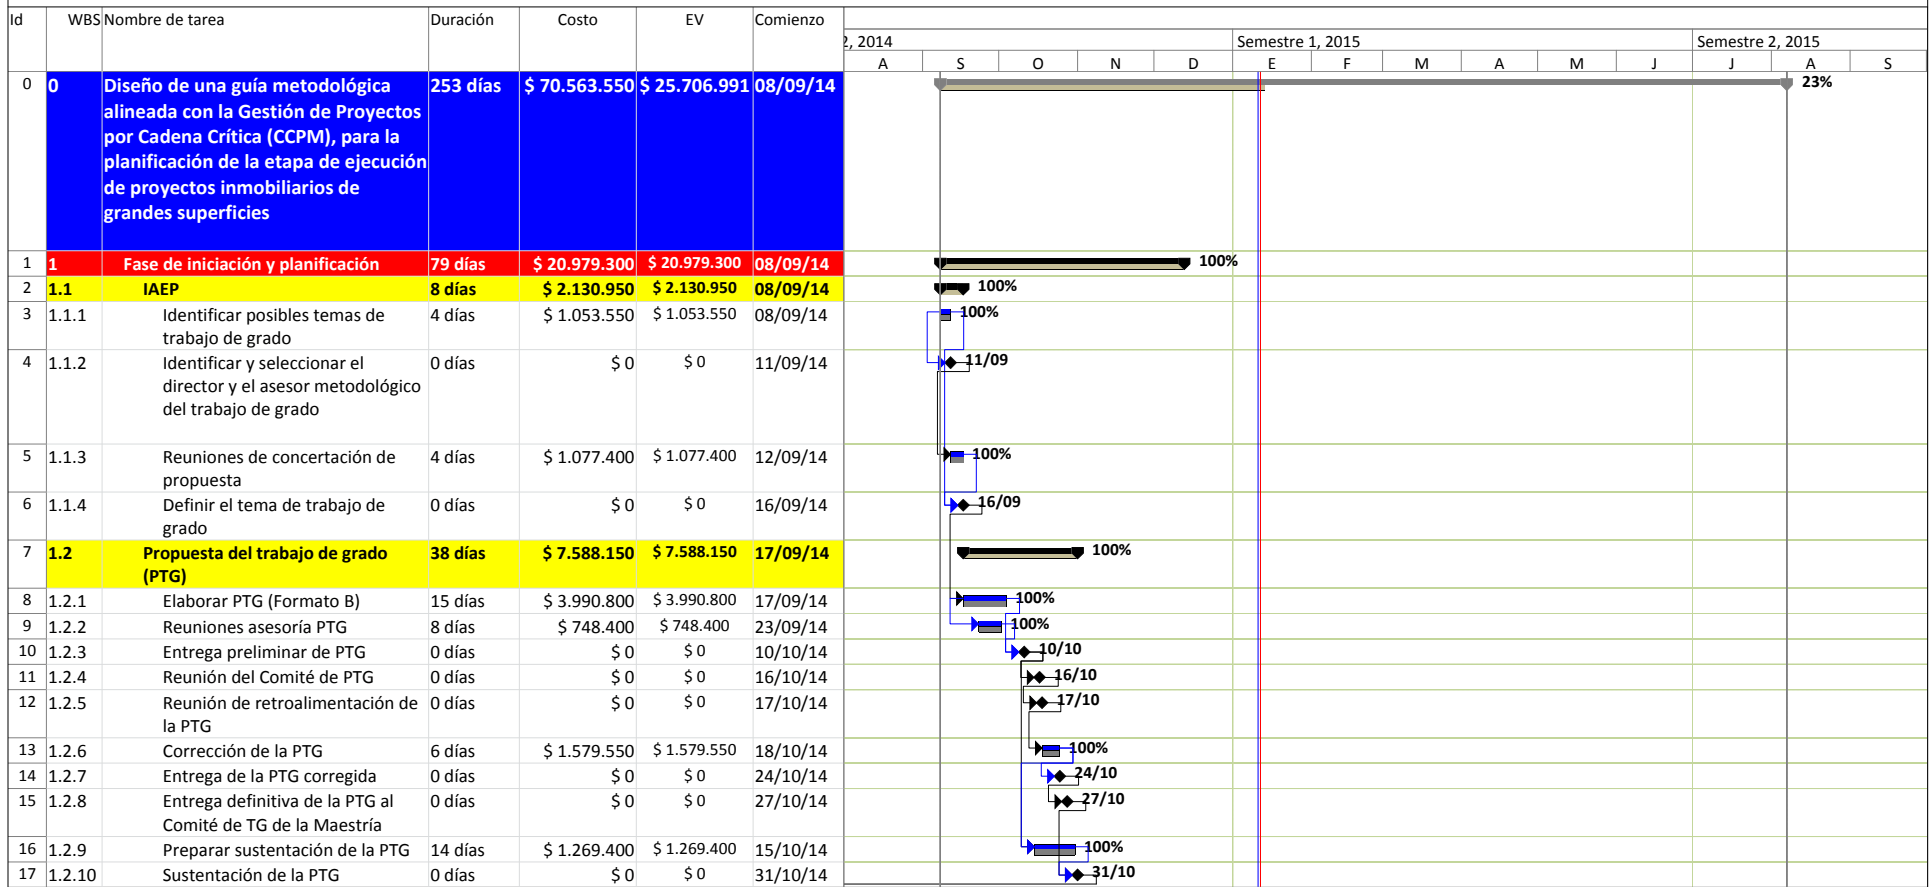 Id WBS Nombre de tarea Duración Costo EV Comienzo
2, 2014 Semestre 1, 2015 Semestre 2, 2015
A S O N D E F M A M J J A S
0 0 Diseño de una guía metodológica 253 días $ 70.563.550 $ 25.706.991 08/09/14 23%
alineada con la Gestión de Proyectos
por Cadena Crítica (CCPM), para la
planificación de la etapa de ejecución
de proyectos inmobiliarios de
grandes superficies
1 1 Fase de iniciación y planificación 79 días $ 20.979.300 $ 20.979.300 08/09/14 100%
2 1.1 IAEP 8 días $ 2.130.950 $ 2.130.950 08/09/14 100%
3 1.1.1 Identificar posibles temas de 4 días $ 1.053.550 $ 1.053.550 08/09/14 100%
trabajo de grado
4 1.1.2 Identificar y seleccionar el 0 días $ 0 $ 0 11/09/14 11/09
director y el asesor metodológico
del trabajo de grado
5 1.1.3 Reuniones de concertación de 4 días $ 1.077.400 $ 1.077.400 12/09/14 100%
propuesta
6 1.1.4 Definir el tema de trabajo de 0 días $ 0 $ 0 16/09/14 16/09
grado
7 1.2 Propuesta del trabajo de grado 38 días $ 7.588.150 $ 7.588.150 17/09/14 100%
(PTG)
8 1.2.1 Elaborar PTG (Formato B) 15 días $ 3.990.800 $ 3.990.800 17/09/14 100%
9 1.2.2 Reuniones asesoría PTG 8 días $ 748.400 $ 748.400 23/09/14 100%
10 1.2.3 Entrega preliminar de PTG 0 días $ 0 $ 0 10/10/14 10/10
11 1.2.4 Reunión del Comité de PTG 0 días $ 0 $ 0 16/10/14 16/10
12 1.2.5 Reunión de retroalimentación de 0 días $ 0 $ 0 17/10/14 17/10
la PTG
13 1.2.6 Corrección de la PTG 6 días $ 1.579.550 $ 1.579.550 18/10/14 100%
14 1.2.7 Entrega de la PTG corregida 0 días $ 0 $ 0 24/10/14 24/10
15 1.2.8 Entrega definitiva de la PTG al 0 días $ 0 $ 0 27/10/14 27/10
Comité de TG de la Maestría
16 1.2.9 Preparar sustentación de la PTG 14 días $ 1.269.400 $ 1.269.400 15/10/14 100%
17 1.2.10 Sustentación de la PTG 0 días $ 0 $ 0 31/10/14 31/10